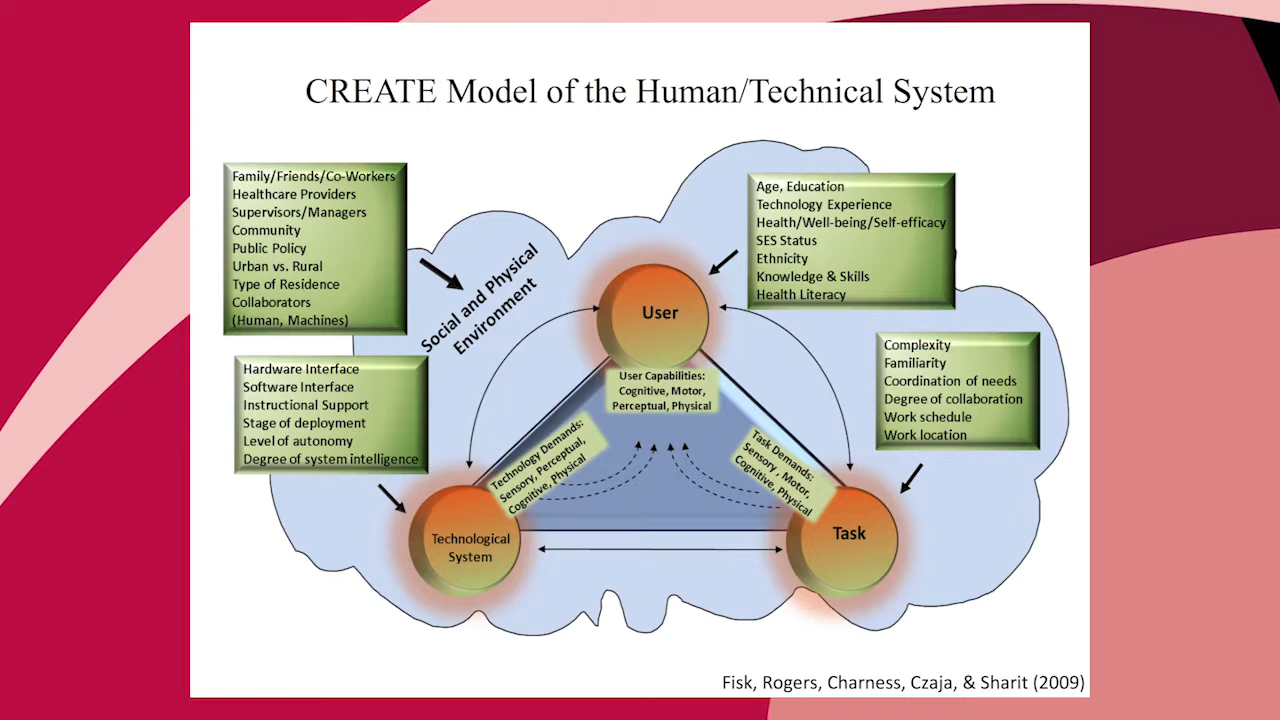 CREATE Model of the Human/Technical System
Family/Friends/Co-Workers
Healthcare Providers
Supervisors/Managers
Community
Public Policy
Urban vs. Rural
Type of Residence
Collaborators
(Human, Machines)
Social and Physical
Environment
Age, Education
Technology Experience
Health/Well-being/Self-efficacy
SES Status
Ethnicity
Knowledge & Skills
Health Literacy
User
User Capabilities:
Cognitive, Motor,
Perceptual, Physical
Hardware Interface
Software Interface
Instructional Support
Stage of deployment
Level of autonomy
Degree of system intelligence
Complexity
Familiarity
Coordination of needs
Degree of collaboration
Work schedule
Work location
Technology Demands:
Sensory, Perceptual,
Cognitive, Physical
Task Demands:
Sensory , Motor,
Cognitive, Physical
Technological
System
Task
Fisk, Rogers, Charness, Czaja, & Sharit (2009)